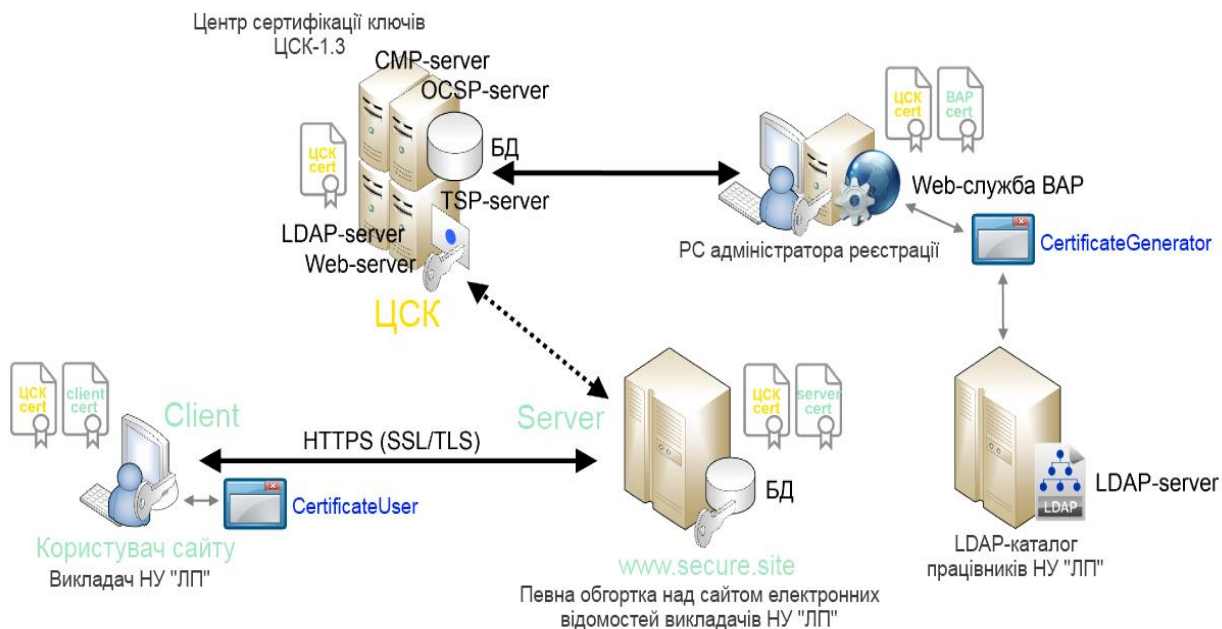 Центр сертифікації ключів
ЦСК-1.3
CMP-server
OCSP-server
БД
TSP-server
LDAP-server
Web-server
ЦСК
ЦСК
cert
ЦСК
cert
ВАР
cert
Web-служба ВАР
РС адміністратора реєстрації
CertificateGenerator
ЦСК
cert
client
cert
Client
Server
ЦСК
cert
server
cert
HTTPS (SSL/TLS)
CertificateUser
БД
LDAP
LDAP-server
Користувач сайту
Викладач НУ "ЛП"
www.secure.site
Певна обгортка над сайтом електронних
відомостей викладачів НУ "ЛП"
LDAP-каталог
працівників НУ "ЛП"